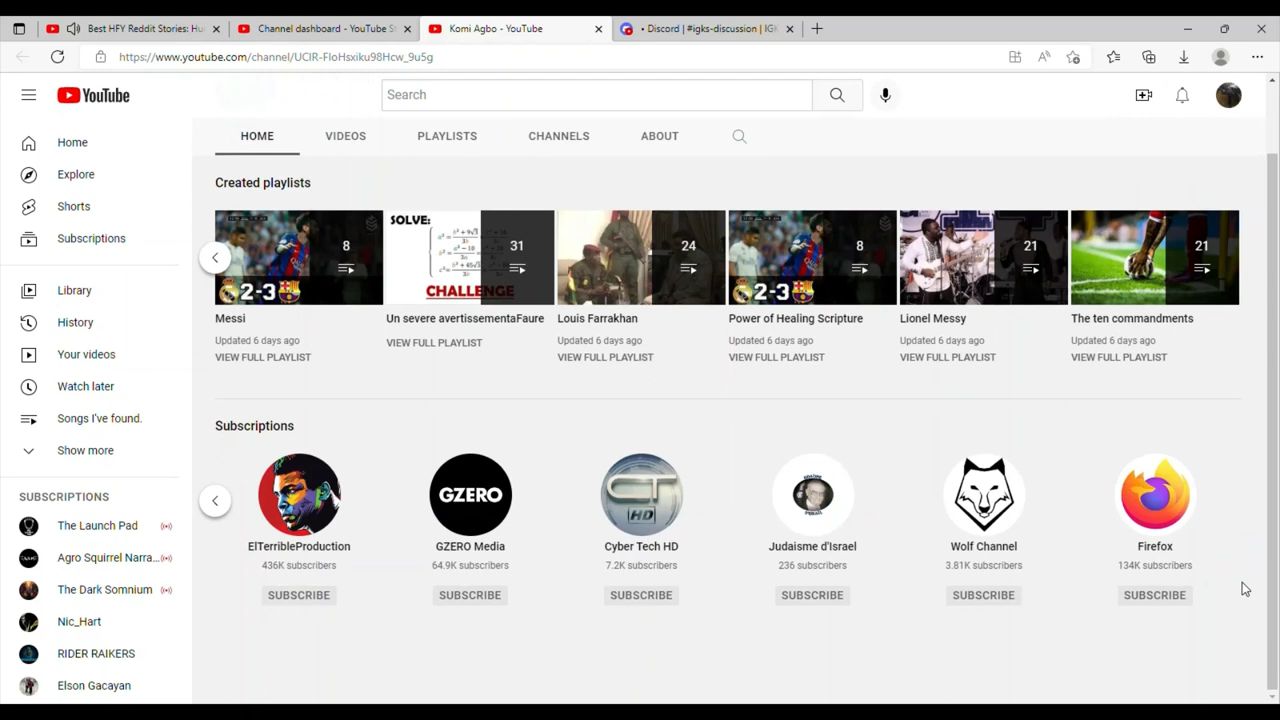 Best HFY Reddit Stories: Hu
Channel dashboard - YouTube S
Komi Agbo - YouTube
• Discord | #igks-discussion | IGK
https://www.youtube.com/channel/UCIR-FIoHsxiku98Hcw_9u5g
YouTube
Search
HOME VIDEOS PLAYLISTS CHANNELS ABOUT
Home
Explore
Shorts
Subscriptions
Library
History
Your videos
Watch later
Songs I've found.
Show more
SUBSCRIPTIONS
The Launch Pad
Agro Squirrel Narra...
The Dark Somnium
Nic_Hart
RIDER RAIKERS
Elson Gacayan
Created playlists
8
2-3
Messi
Updated 6 days ago
VIEW FULL PLAYLIST
SOLVE:
31
CHALLENGE
Un severe avertissementaFaure
VIEW FULL PLAYLIST
24
Louis Farrakhan
Updated 6 days ago
VIEW FULL PLAYLIST
8
2-3
Power of Healing Scripture
Updated 6 days ago
VIEW FULL PLAYLIST
21
Lionel Messy
Updated 6 days ago
VIEW FULL PLAYLIST
21
The ten commandments
Updated 6 days ago
VIEW FULL PLAYLIST
Subscriptions
ElTerribleProduction
436K subscribers
SUBSCRIBE
GZERO
GZERO Media
64.9K subscribers
SUBSCRIBE
CT
HD
Cyber Tech HD
7.2K subscribers
SUBSCRIBE
Judaisme d'Israel
236 subscribers
SUBSCRIBE
Wolf Channel
3.81K subscribers
SUBSCRIBE
Firefox
134K subscribers
SUBSCRIBE